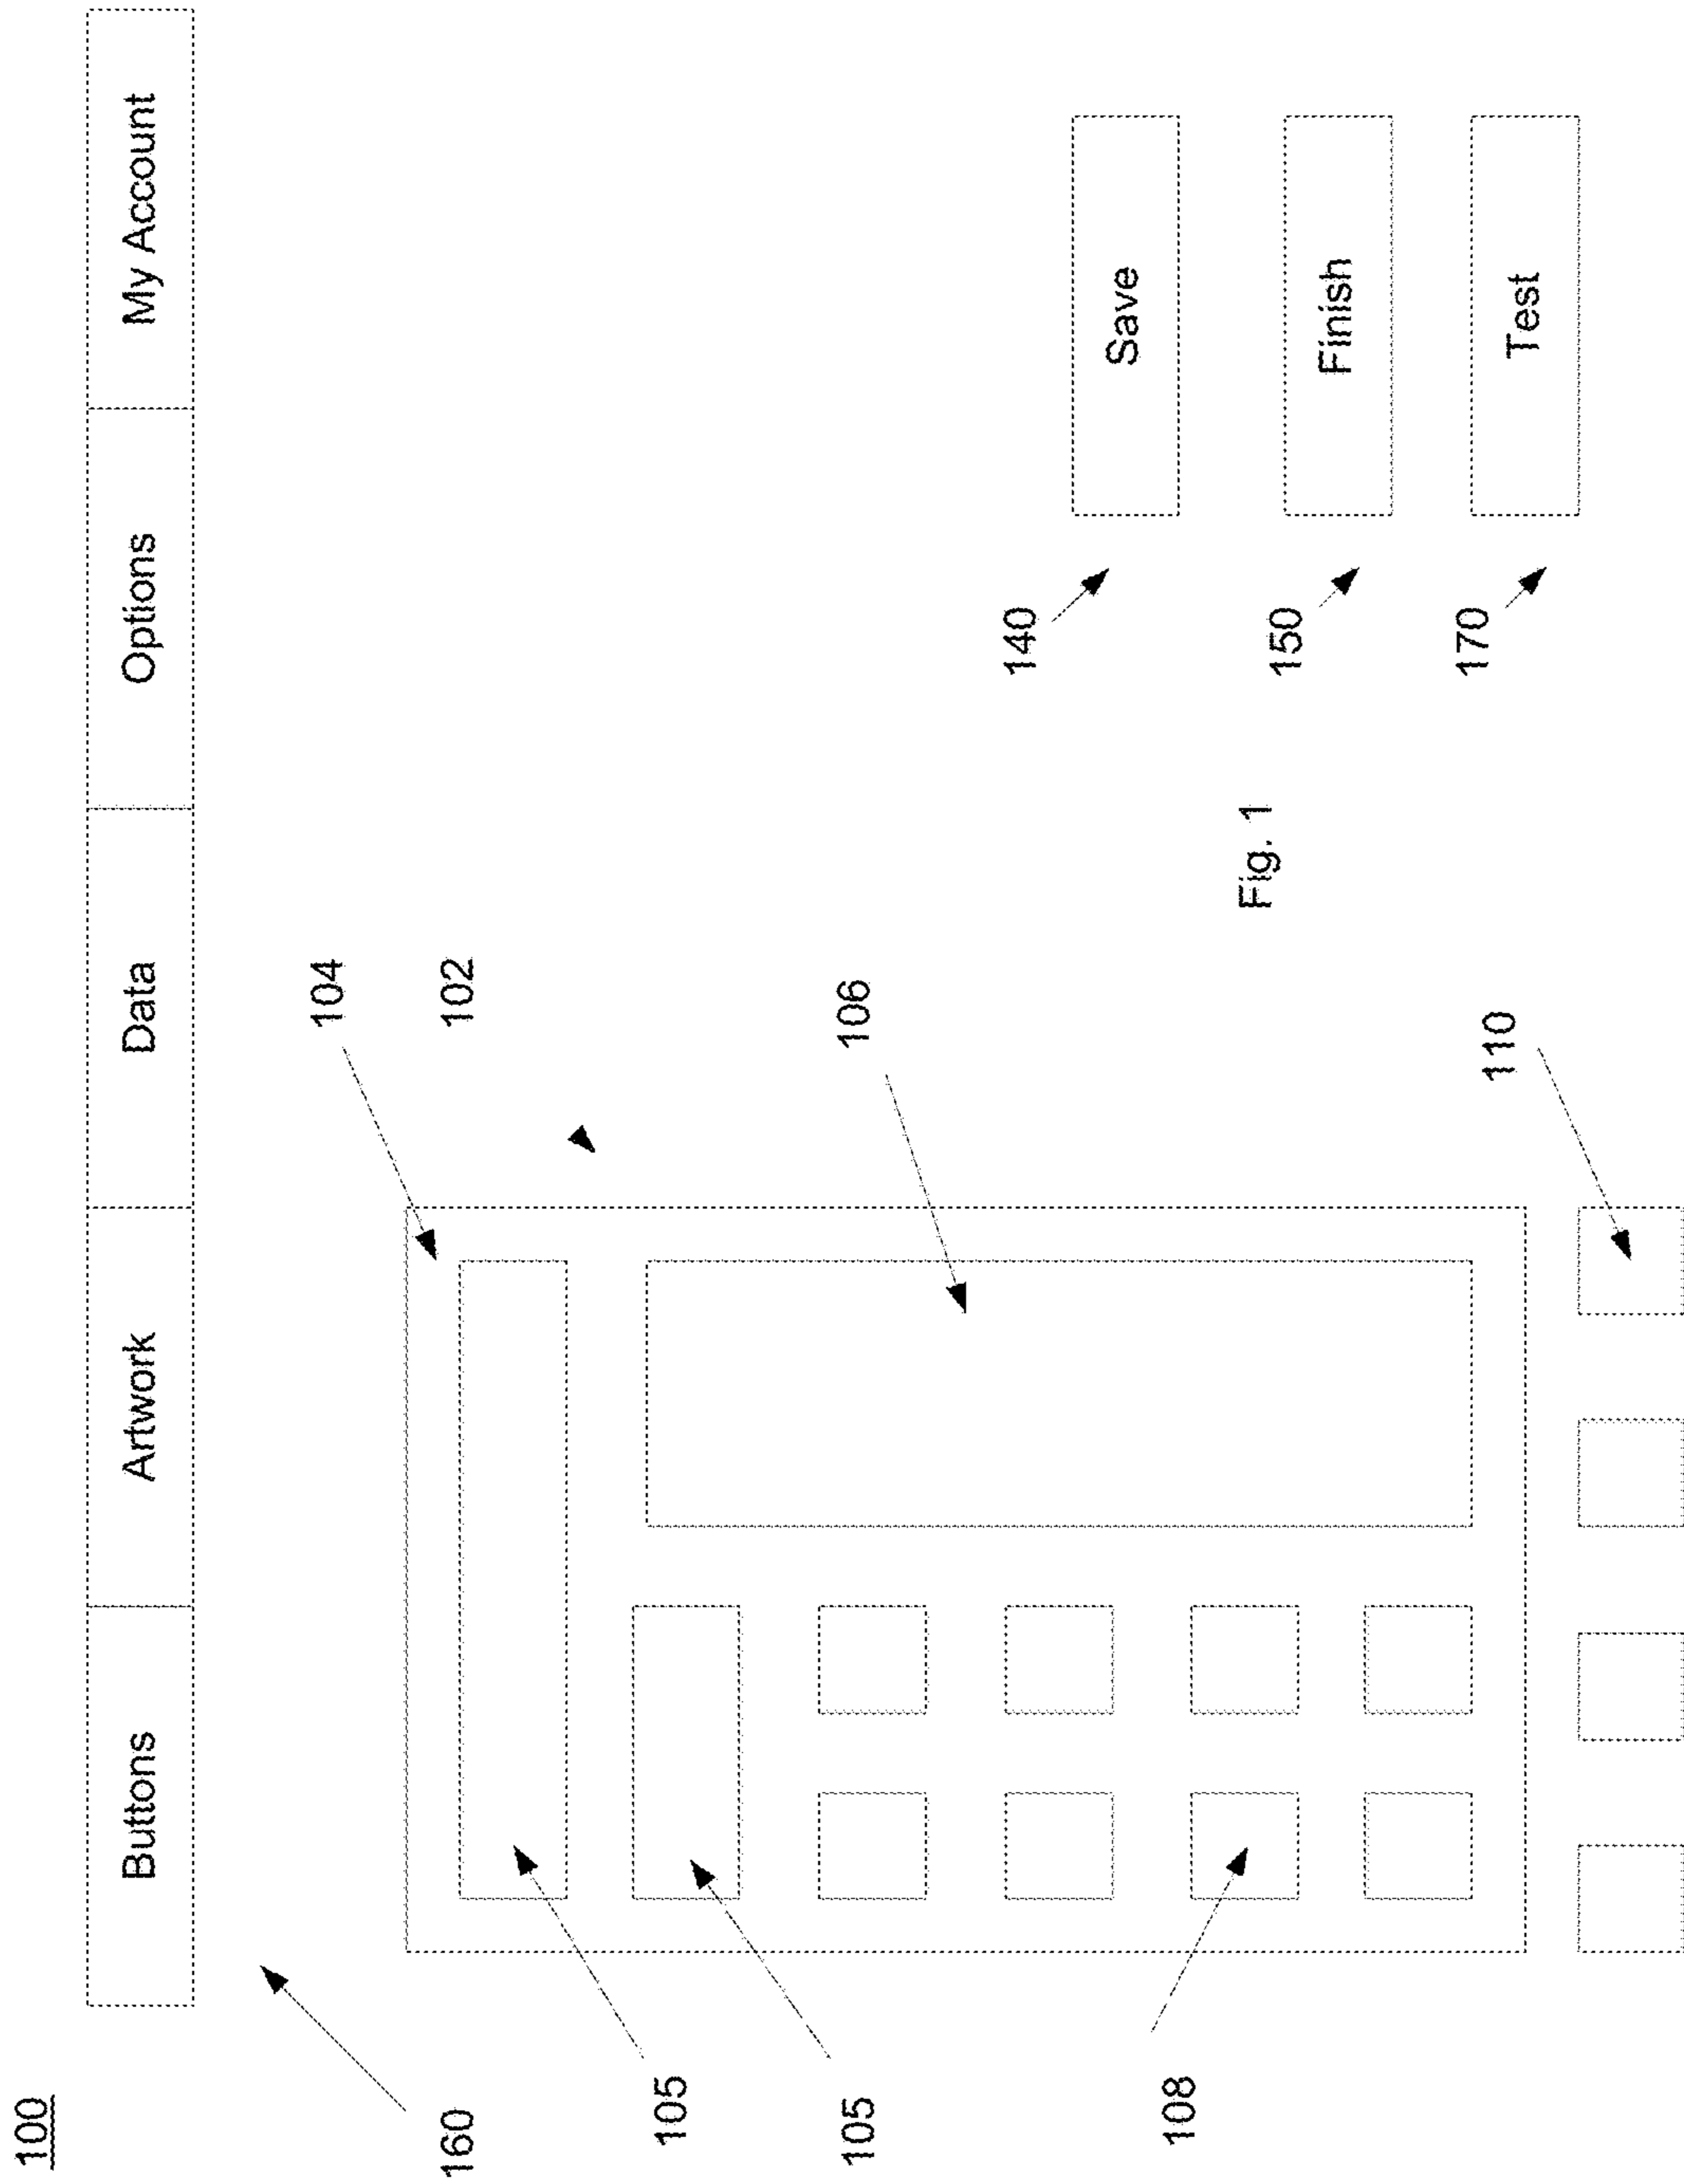 100
Buttons Artwork Data Options My Account
160
104
102
105
105
106
108
110
140
Save
150
Finish
170
Test
Fig. 1